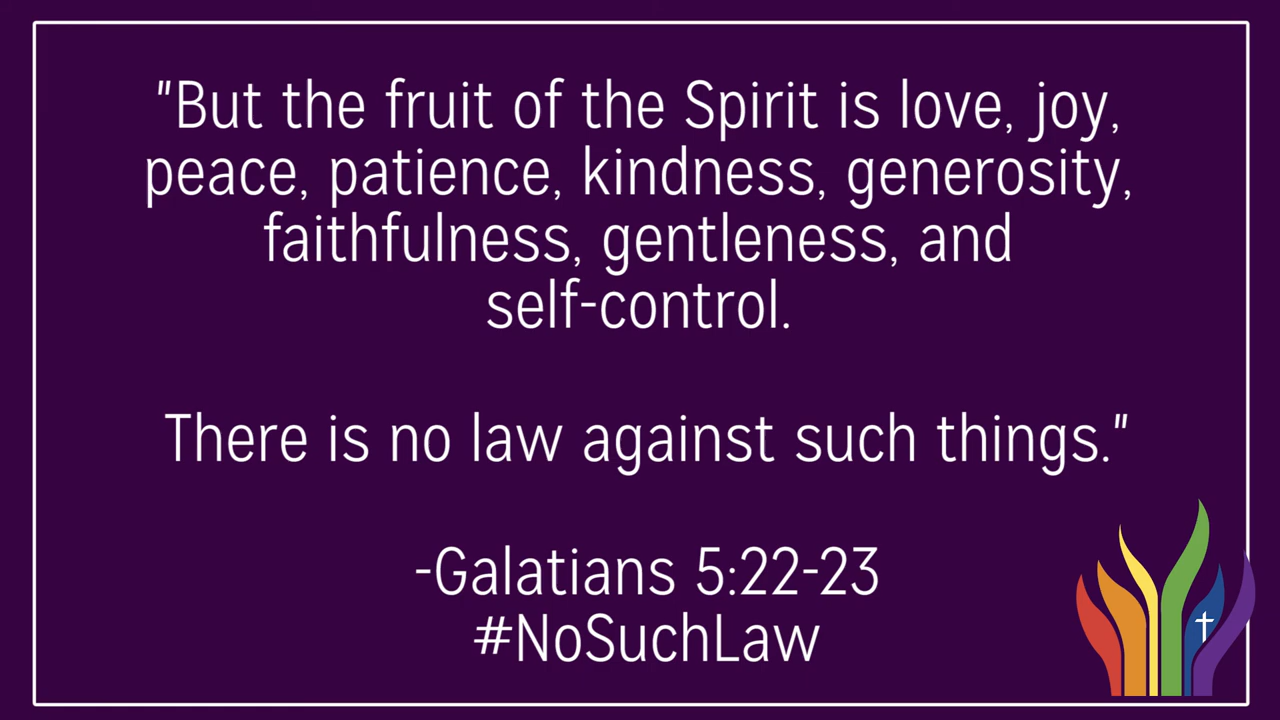 "But the fruit of the Spirit is love, joy,
peace, patience, kindness, generosity,
faithfulness, gentleness, and
self-control.
There is no law against such things."
-Galatians 5:22-23
#NoSuchLaw